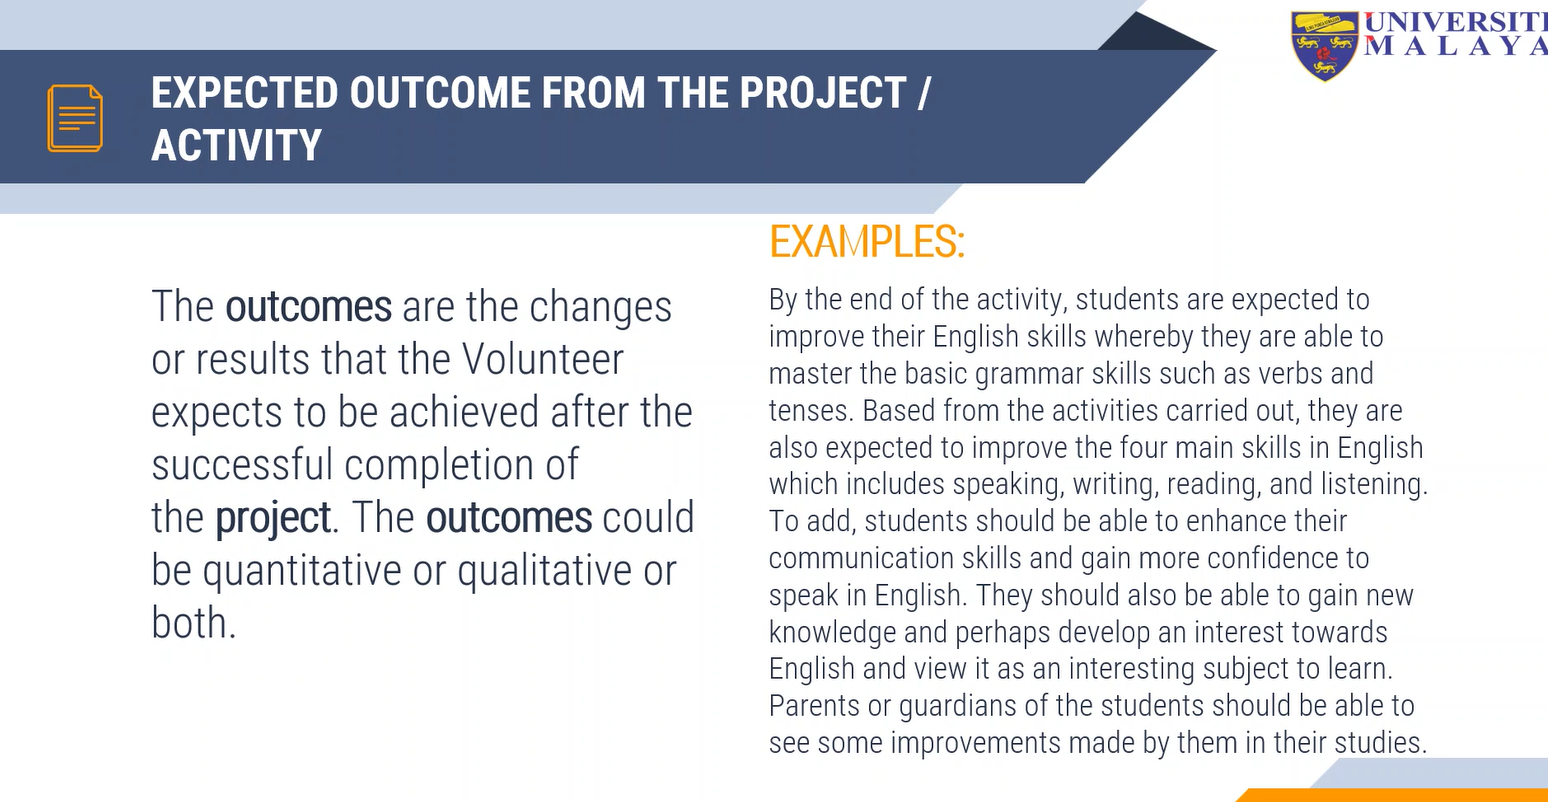 UNIVERSITI
MALAYA
EXPECTED OUTCOME FROM THE PROJECT /
ACTIVITY
The outcomes are the changes
or results that the Volunteer
expects to be achieved after the
successful completion of
the project. The outcomes could
be quantitative or qualitative or
both.
EXAMPLES:
By the end of the activity, students are expected to
improve their English skills whereby they are able to
master the basic grammar skills such as verbs and
tenses. Based from the activities carried out, they are
also expected to improve the four main skills in English
which includes speaking, writing, reading, and listening.
To add, students should be able to enhance their
communication skills and gain more confidence to
speak in English. They should also be able to gain new
knowledge and perhaps develop an interest towards
English and view it as an interesting subject to learn.
Parents or guardians of the students should be able to
see some improvements made by them in their studies.